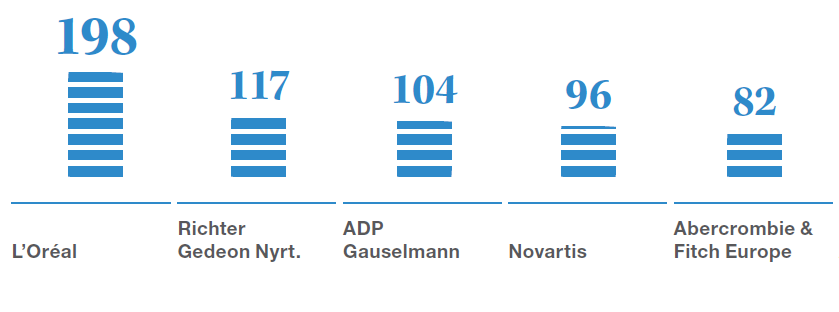 198
117
104
96
82
L’Oréal
Richter
Gedeon Nyrt.
ADP
Gauselmann
Novartis
Abercrombie &
Fitch Europe